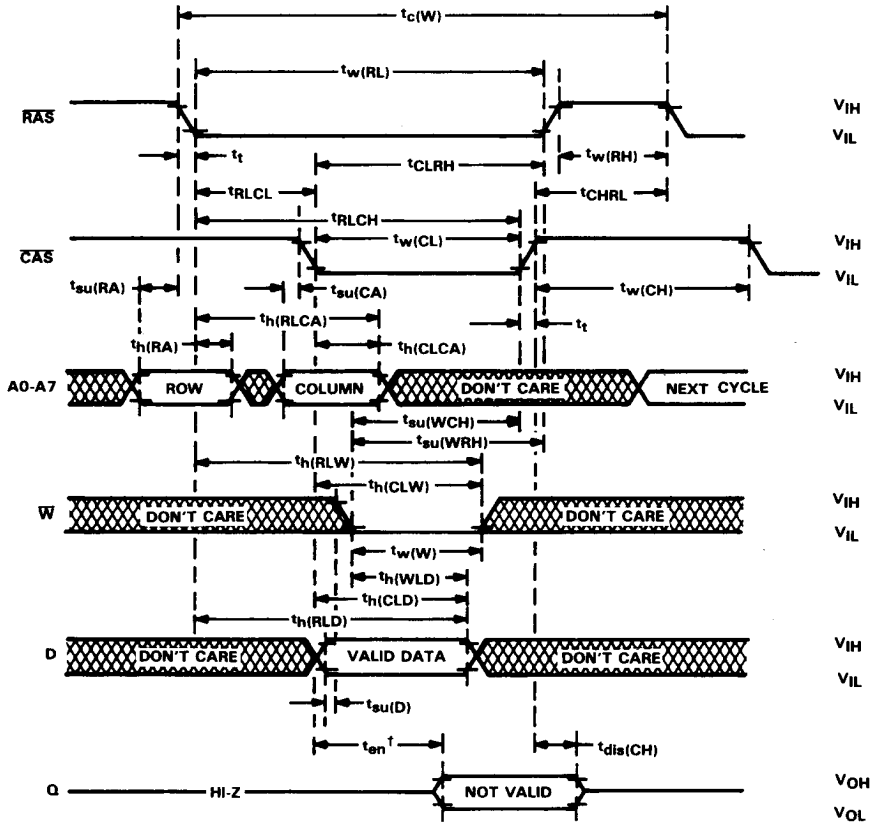 tc(W)
tw(RL)
RAS
VIH
VIL
tt
tCLRH
tw(RH)
tRLCL
tCHRL
tRLCH
CAS
tw(CL)
VIH
VIL
tsu(RA)
tsu(CA)
tw(CH)
th(RLCA)
tt
th(RA)
th(CLCA)
A0-A7
ROW
COLUMN
DON'T CARE
NEXT CYCLE
VIH
VIL
tsu(WCH)
tsu(WRH)
th(RLW)
th(CLW)
W
DON'T CARE
DON'T CARE
VIH
VIL
tw(W)
th(WLD)
th(CLD)
th(RLD)
D
DON'T CARE
VALID DATA
DON'T CARE
VIH
VIL
tsu(D)
ten†
tdis(CH)
Q
HI-Z
NOT VALID
VOH
VOL